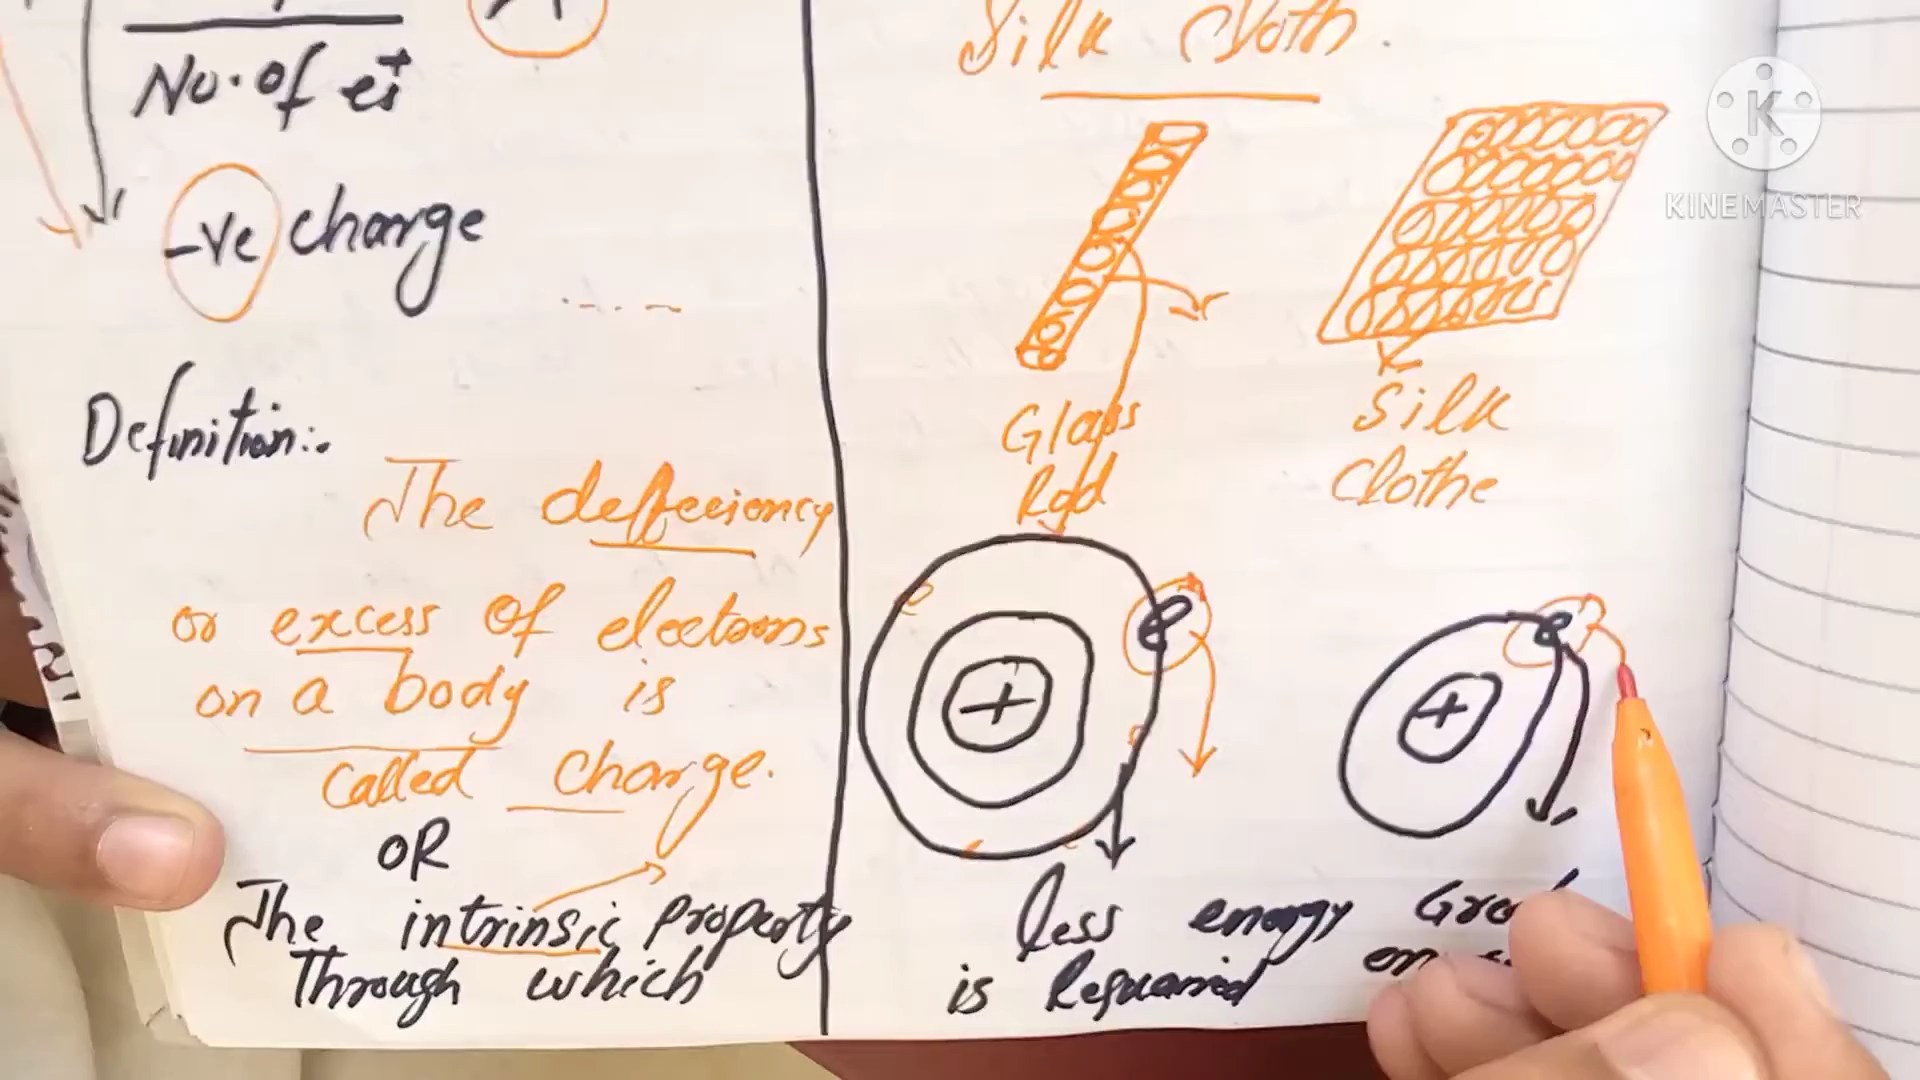 No. of e's
-ve charge
Definition:-
The deffeciency
or excess of electrons
on a body is
called charge.
OR
The intrinsic property
Through which
Silk Cloth.
Glass
Rod
Silk
Clothe
+
e
+
e
less energy
is Requarred
K
KINEMASTER